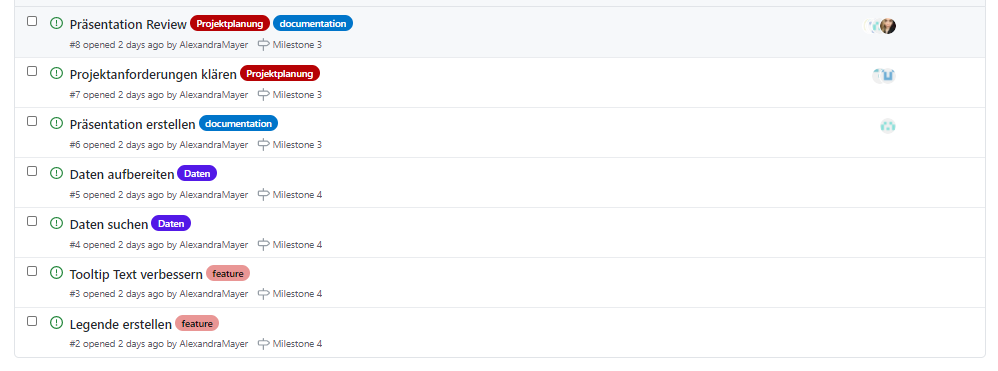 Präsentation Review Projektplanung documentation
#8 opened 2 days ago by AlexandraMayer Milestone 3
Projektanforderungen klären Projektplanung
#7 opened 2 days ago by AlexandraMayer Milestone 3
Präsentation erstellen documentation
#6 opened 2 days ago by AlexandraMayer Milestone 3
Daten aufbereiten Daten
#5 opened 2 days ago by AlexandraMayer Milestone 4
Daten suchen Daten
#4 opened 2 days ago by AlexandraMayer Milestone 4
Tooltip Text verbessern feature
#3 opened 2 days ago by AlexandraMayer Milestone 4
Legende erstellen feature
#2 opened 2 days ago by AlexandraMayer Milestone 4